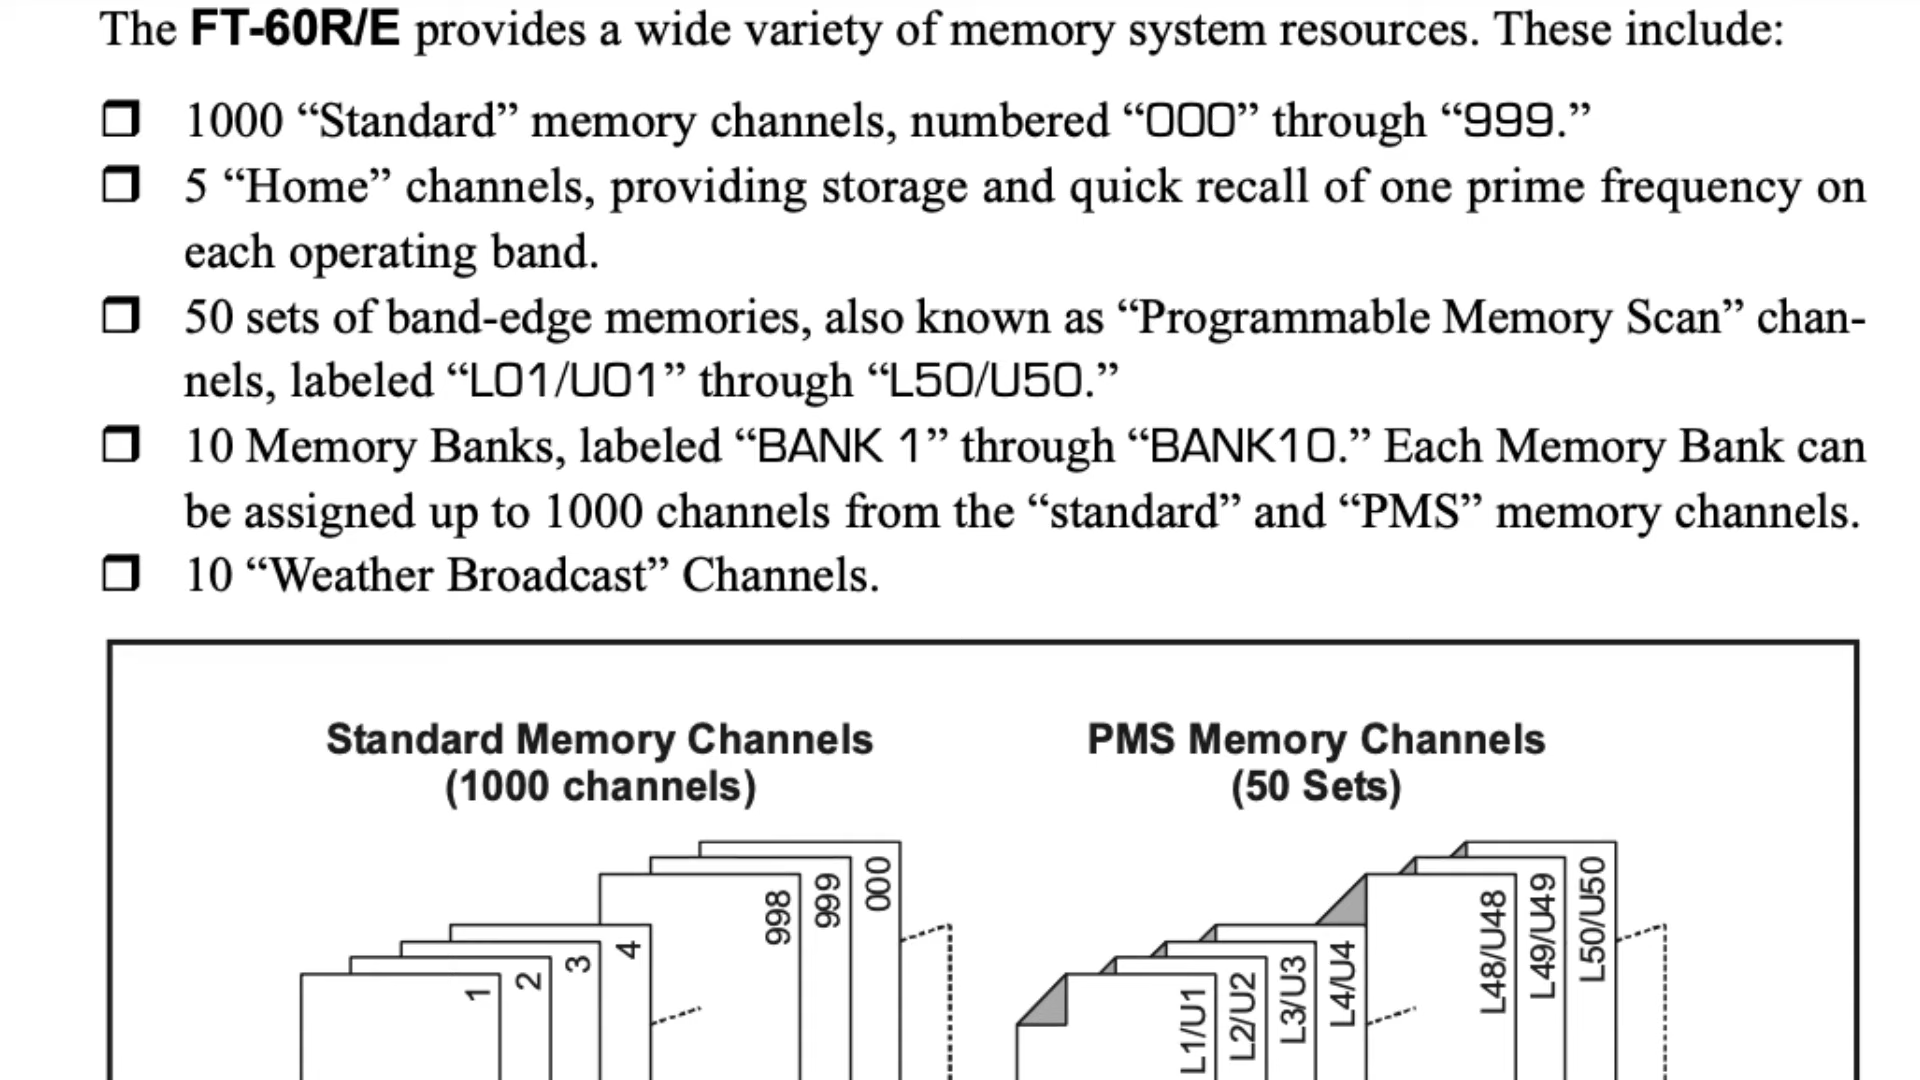 The FT-60R/E provides a wide variety of memory system resources. These include:
❒ 1000 “Standard” memory channels, numbered “000” through “999.”
❒ 5 “Home” channels, providing storage and quick recall of one prime frequency on
each operating band.
❒ 50 sets of band-edge memories, also known as “Programmable Memory Scan” chan-
nels, labeled “L01/U01” through “L50/U50.”
❒ 10 Memory Banks, labeled “BANK 1” through “BANK10.” Each Memory Bank can
be assigned up to 1000 channels from the “standard” and “PMS” memory channels.
❒ 10 “Weather Broadcast” Channels.
Standard Memory Channels
(1000 channels)
1
2
3
4
998
999
000
PMS Memory Channels
(50 Sets)
L1/U1
L2/U2
L3/U3
L4/U4
L48/U48
L49/U49
L50/U50